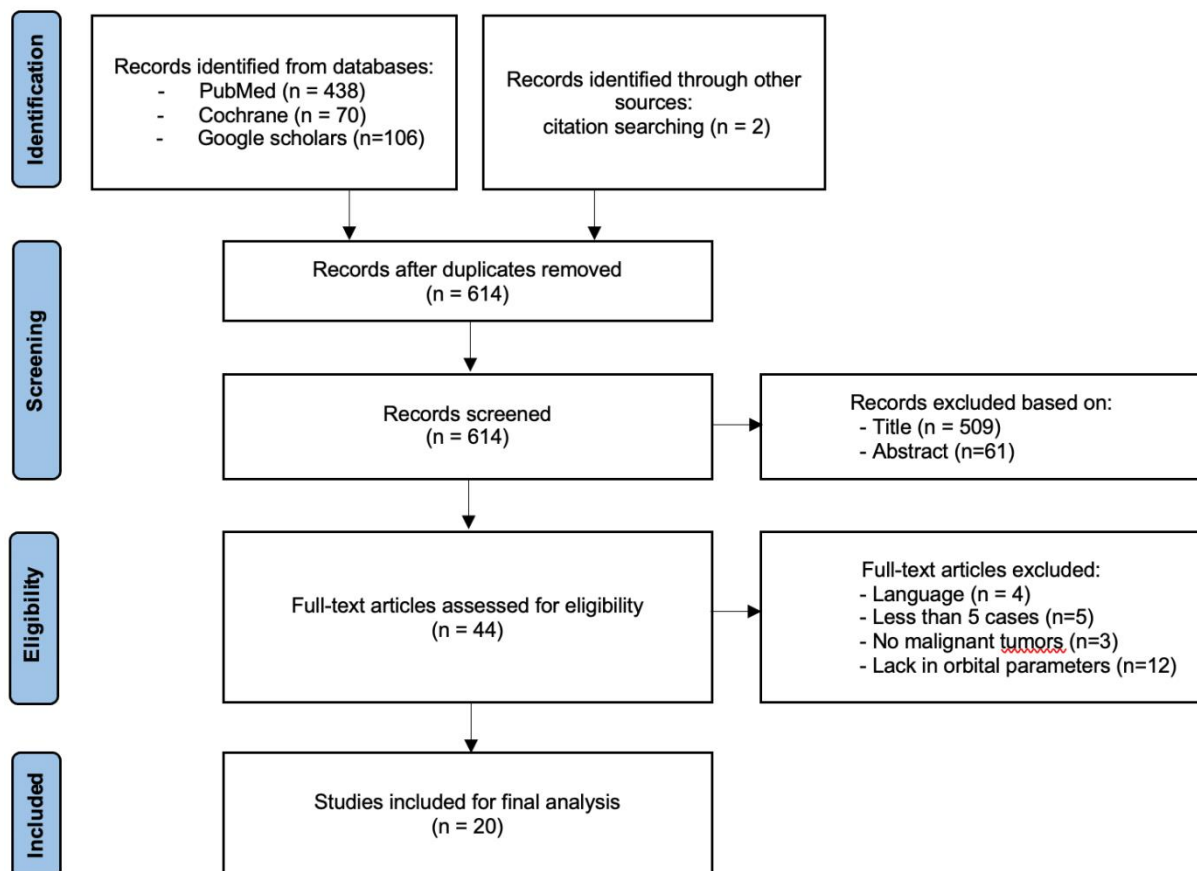 Identification
Records identified from databases:
- PubMed (n = 438)
- Cochrane (n = 70)
- Google scholars (n=106)
Records identified through other
sources:
citation searching (n = 2)
Screening
Records after duplicates removed
(n = 614)
Records screened
(n = 614)
Records excluded based on:
- Title (n = 509)
- Abstract (n=61)
Eligibility
Full-text articles assessed for eligibility
(n = 44)
Full-text articles excluded:
- Language (n = 4)
- Less than 5 cases (n=5)
- No malignant tumors (n=3)
- Lack in orbital parameters (n=12)
Included
Studies included for final analysis
(n = 20)